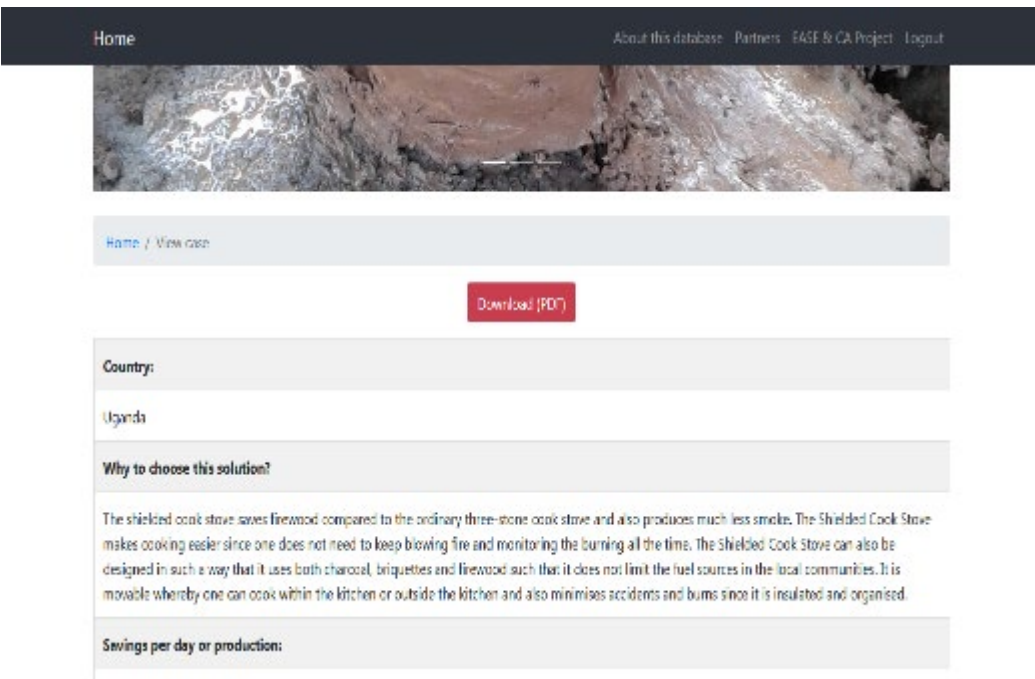 Home
About this database Partners EASE & CA Project Logout
Home / View case
Download (PDF)
Country:
Uganda
Why to choose this solution?
The shielded cook stove saves firewood compared to the ordinary three-stone cook stove and also produces much less smoke. The Shielded Cook Stove
makes cooking easier since one does not need to keep blowing fire and monitoring the burning all the time. The Shielded Cook Stove can also be
designed in such a way that it uses both charcoal, briquettes and firewood such that it does not limit the fuel sources in the local communities. It is
movable whereby one can cook within the kitchen or outside the kitchen and also minimises accidents and burns since it is insulated and organised.
Savings per day or production: